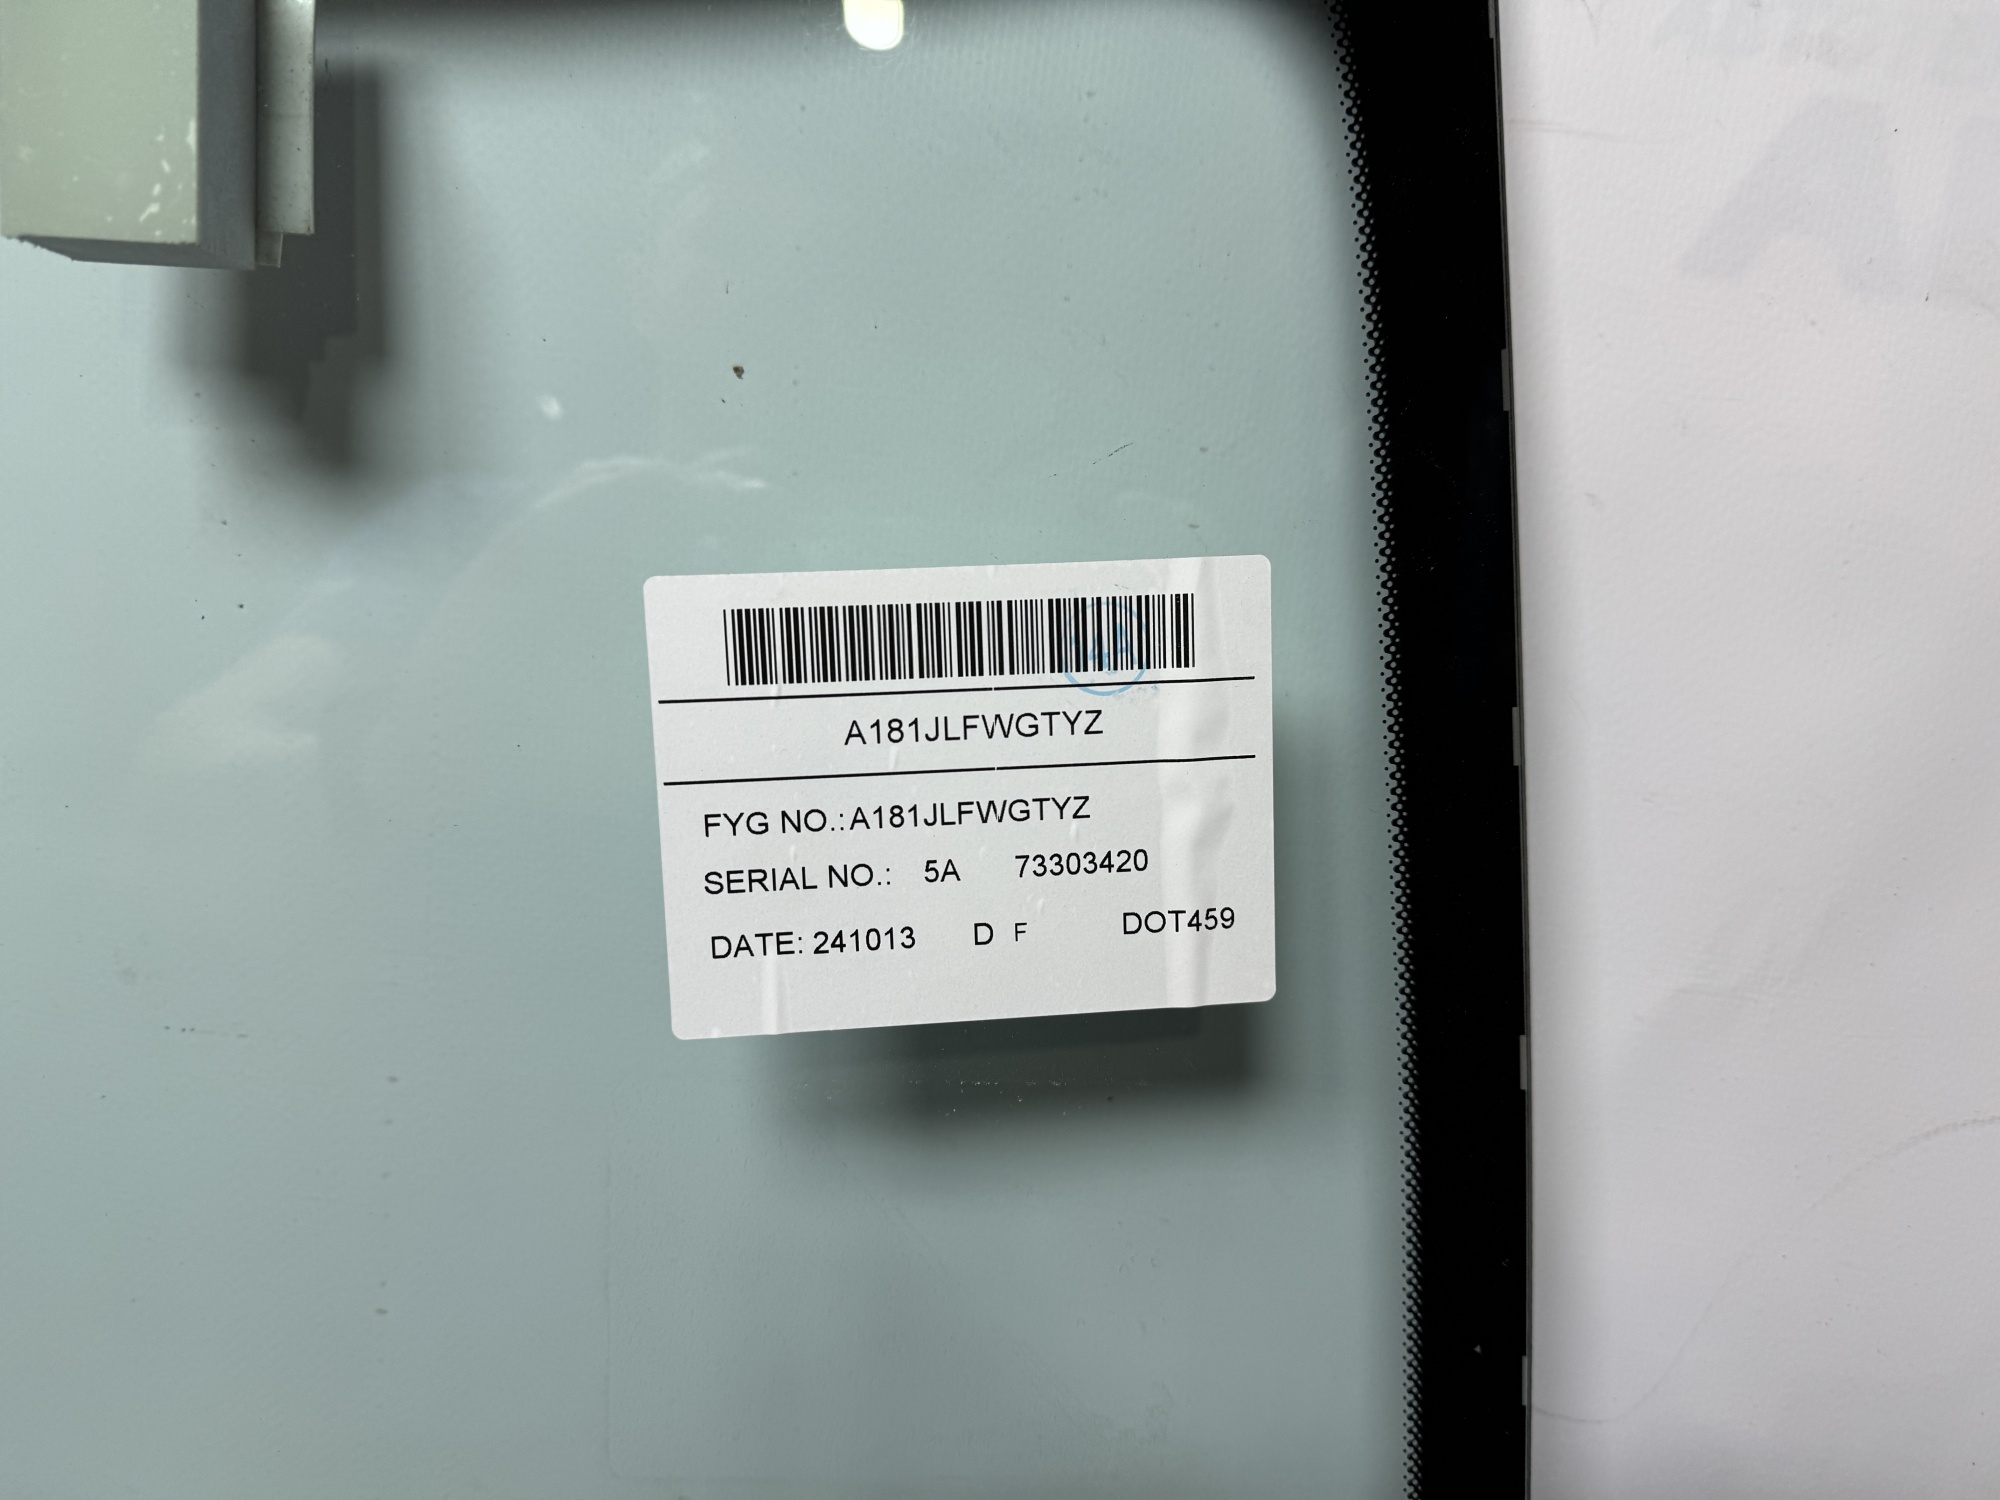 A181JLFWGTYZ
FYG NO.:A181JLFWGTYZ
SERIAL NO.: 5A 73303420
DATE: 241013 D F DOT459